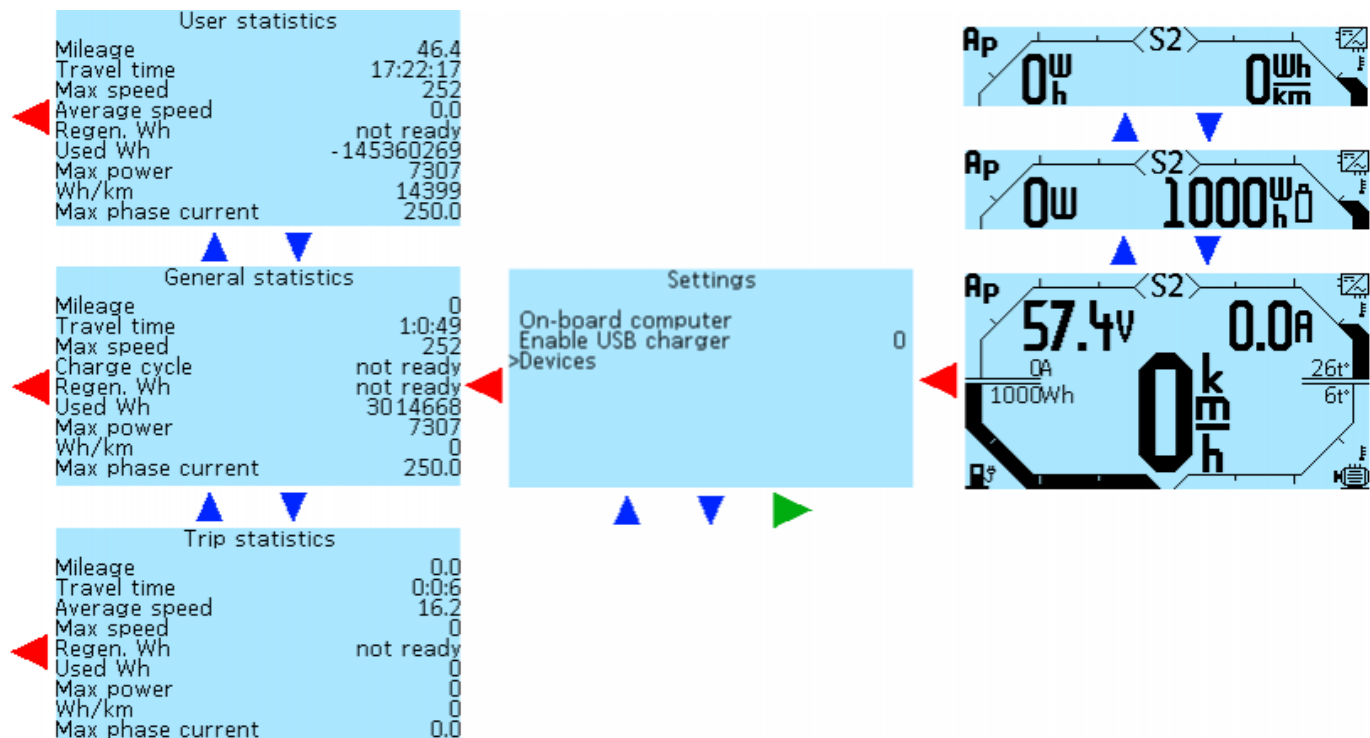 User statistics
Mileage 46.4
Travel time 17:22:17
Max speed 252
Average speed 0.0
Regen. Wh not ready
Used Wh -145360269
Max power 7307
Wh/km 14399
Max phase current 250.0
General statistics
Mileage 0
Travel time 1:0:49
Max speed 252
Charge cycle not ready
Regen. Wh not ready
Used Wh 3014668
Max power 7307
Wh/km 0
Max phase current 250.0
Trip statistics
Mileage 0.0
Travel time 0:0:6
Average speed 16.2
Max speed 0
Regen. Wh not ready
Used Wh 0
Max power 0
Wh/km 0
Max phase current 0.0
Settings
On-board computer
Enable USB charger 0
>Devices
Ap S2
0 Wh 0 Wh/km
Ap S2
0W 1000 Wh
Ap S2
57.4V 0.0A
0A 26t°
1000Wh 6t°
0 km/h